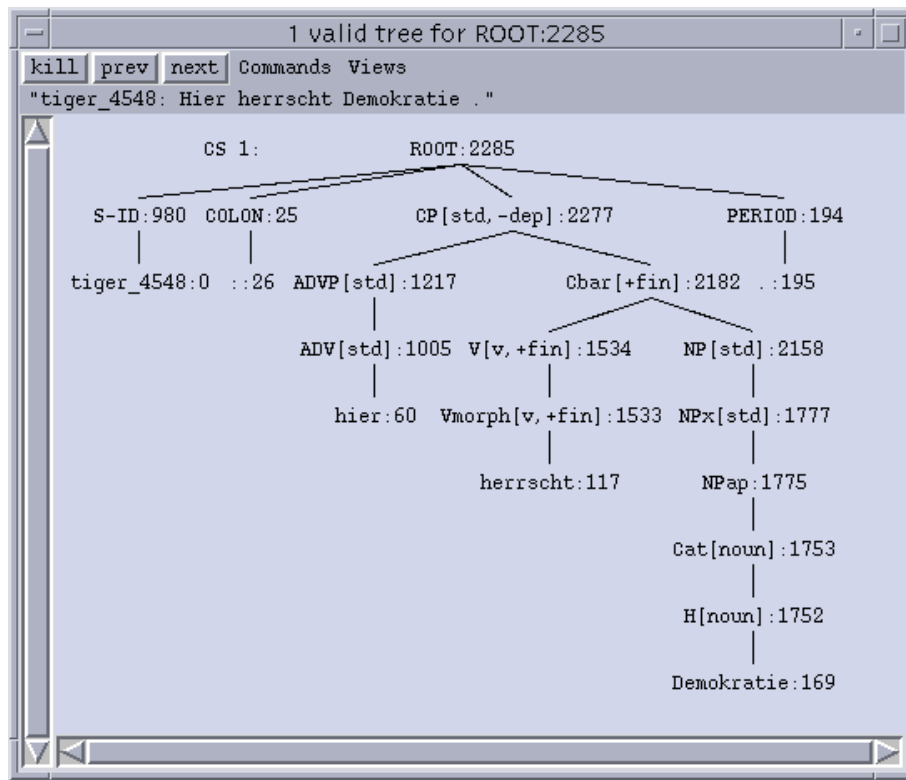 1 valid tree for ROOT:2285
kill prev next Commands Views
"tiger_4548: Hier herrscht Demokratie ."
CS 1: ROOT:2285
S-ID:980 COLON:25 CP[std,-dep]:2277 PERIOD:194
tiger_4548:0 ::26 ADVP[std]:1217 Cbar[+fin]:2182 .:195
ADV[std]:1005 V[v,+fin]:1534 NP[std]:2158
hier:60 Vmorph[v,+fin]:1533 NPx[std]:1777
herrscht:117 NPap:1775
Cat[noun]:1753
H[noun]:1752
Demokratie:169